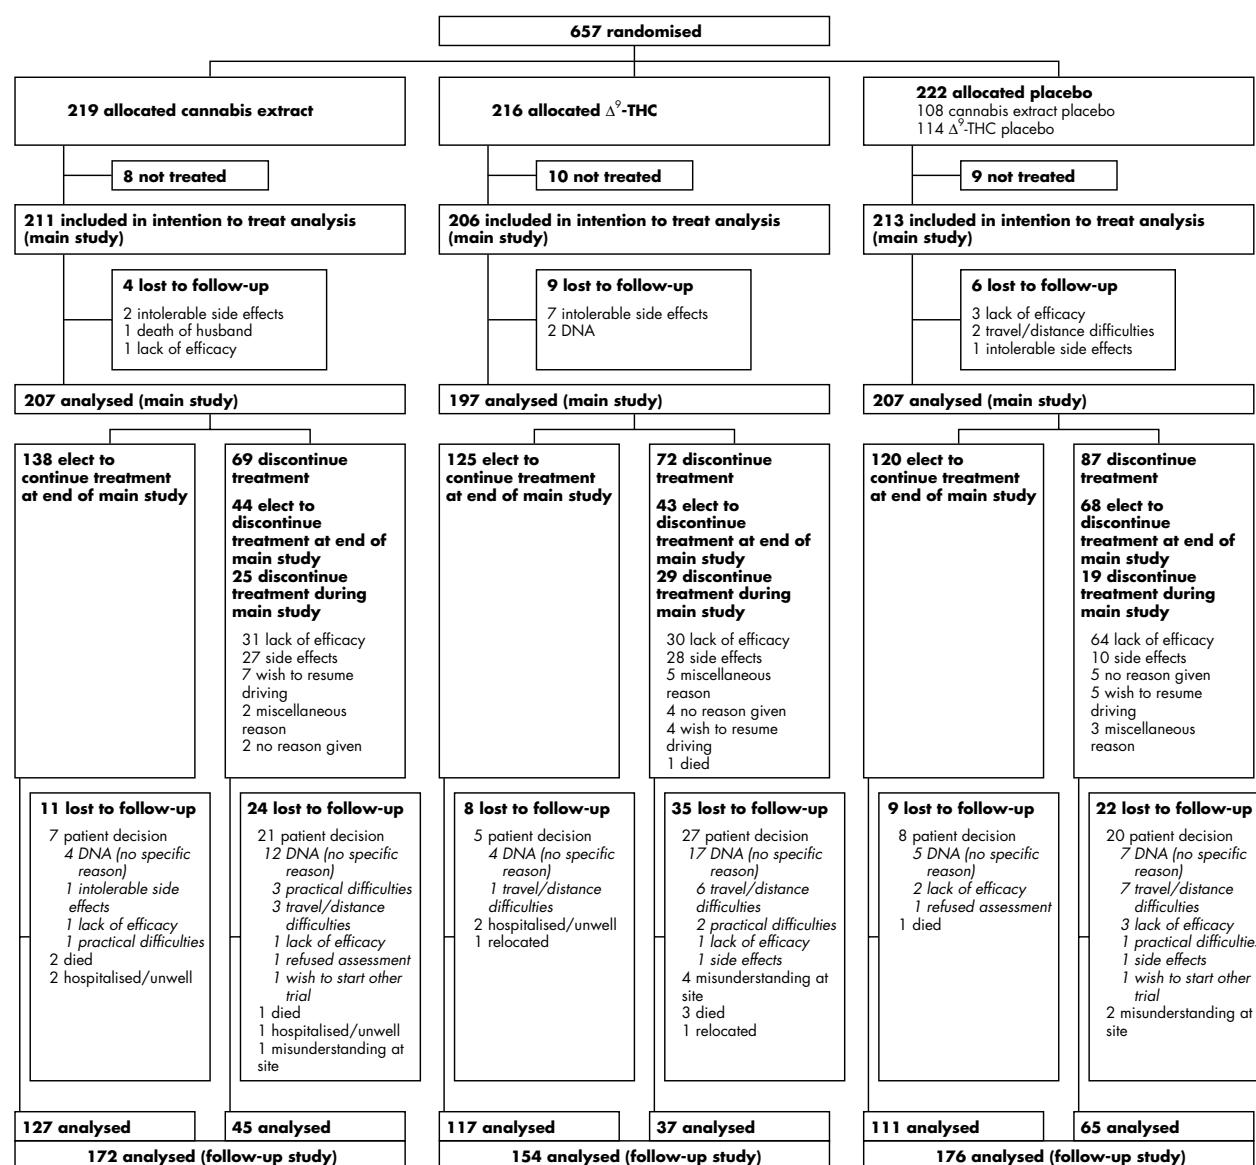 657 randomised
219 allocated cannabis extract
216 allocated Δ⁹-THC
222 allocated placebo
108 cannabis extract placebo
114 Δ⁹-THC placebo
8 not treated
10 not treated
9 not treated
211 included in intention to treat analysis
(main study)
206 included in intention to treat analysis
(main study)
213 included in intention to treat analysis
(main study)
4 lost to follow-up
2 intolerable side effects
1 death of husband
1 lack of efficacy
9 lost to follow-up
7 intolerable side effects
2 DNA
6 lost to follow-up
3 lack of efficacy
2 travel/distance difficulties
1 intolerable side effects
207 analysed (main study)
197 analysed (main study)
207 analysed (main study)
138 elect to
continue treatment
at end of main study
69 discontinue
treatment
44 elect to
discontinue
treatment at end of
main study
25 discontinue
treatment during
main study
31 lack of efficacy
27 side effects
7 wish to resume
driving
2 miscellaneous
reason
2 no reason given
125 elect to
continue treatment
at end of main study
72 discontinue
treatment
43 elect to
discontinue
treatment at end of
main study
29 discontinue
treatment during
main study
30 lack of efficacy
28 side effects
5 miscellaneous
reason
4 no reason given
4 wish to resume
driving
1 died
120 elect to
continue treatment
at end of main study
87 discontinue
treatment
68 elect to
discontinue
treatment at end of
main study
19 discontinue
treatment during
main study
64 lack of efficacy
10 side effects
5 no reason given
5 wish to resume
driving
3 miscellaneous
reason
11 lost to follow-up
7 patient decision
4 DNA (no specific
reason)
1 intolerable side
effects
1 lack of efficacy
1 practical difficulties
2 died
2 hospitalised/unwell
24 lost to follow-up
21 patient decision
12 DNA (no specific
reason)
3 practical difficulties
3 travel/distance
difficulties
1 lack of efficacy
1 refused assessment
1 wish to start other
trial
1 died
1 hospitalised/unwell
1 misunderstanding at
site
8 lost to follow-up
5 patient decision
4 DNA (no specific
reason)
1 travel/distance
difficulties
2 hospitalised/unwell
1 relocated
35 lost to follow-up
27 patient decision
17 DNA (no specific
reason)
6 travel/distance
difficulties
2 practical difficulties
1 lack of efficacy
1 side effects
4 misunderstanding at
site
3 died
1 relocated
9 lost to follow-up
8 patient decision
5 DNA (no specific
reason)
2 lack of efficacy
1 refused assessment
1 died
22 lost to follow-up
20 patient decision
7 DNA (no specific
reason)
7 travel/distance
difficulties
3 lack of efficacy
1 practical difficultie
1 side effects
1 wish to start other
trial
2 misunderstanding at
site
127 analysed
45 analysed
117 analysed
37 analysed
111 analysed
65 analysed
172 analysed (follow-up study)
154 analysed (follow-up study)
176 analysed (follow-up study)